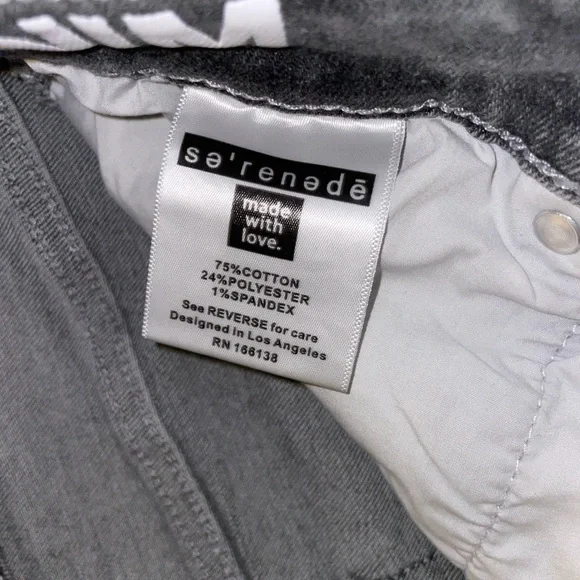 sə'renədē
made
with
love.
75%COTTON
24%POLYESTER
1%SPANDEX
See REVERSE for care
Designed in Los Angeles
RN 166138